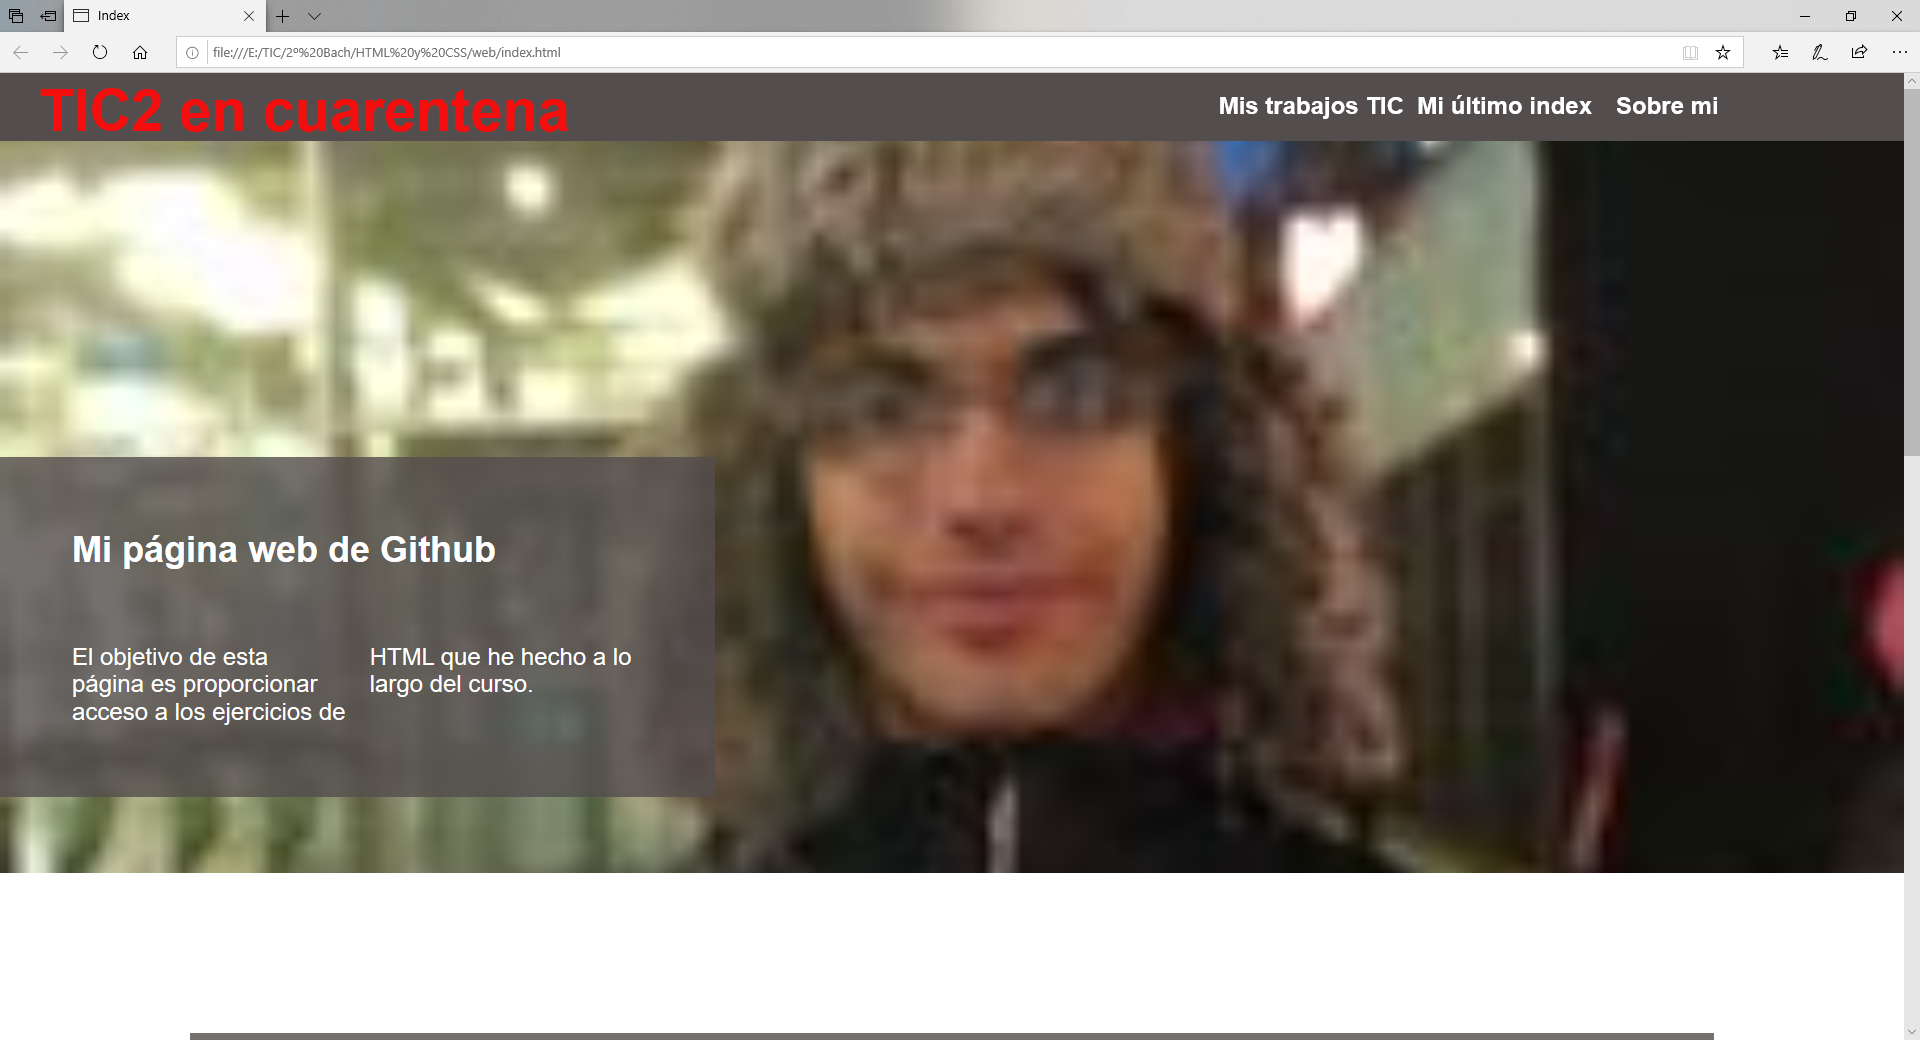 Index
file:///E:/TIC/2º%20Bach/HTML%20y%20CSS/web/index.html
TIC2 en cuarentena
Mis trabajos TIC Mi último index Sobre mi
Mi página web de Github
El objetivo de esta
página es proporcionar
acceso a los ejercicios de
HTML que he hecho a lo
largo del curso.